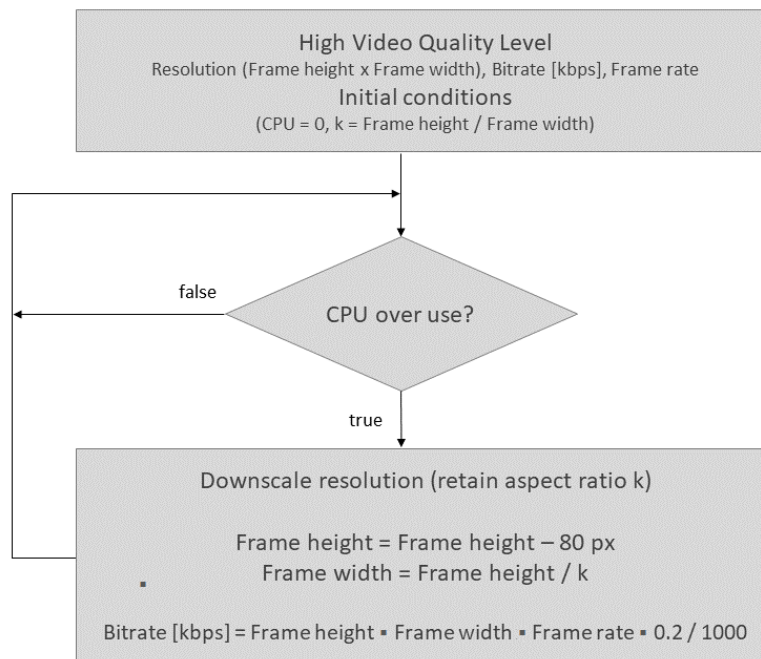 High Video Quality Level
Resolution (Frame height x Frame width), Bitrate [kbps], Frame rate
Initial conditions
(CPU = 0, k = Frame height / Frame width)
false
CPU over use?
true
Downscale resolution (retain aspect ratio k)
Frame height = Frame height – 80 px
Frame width = Frame height / k
Bitrate [kbps] = Frame height ▪ Frame width ▪ Frame rate ▪ 0.2 / 1000